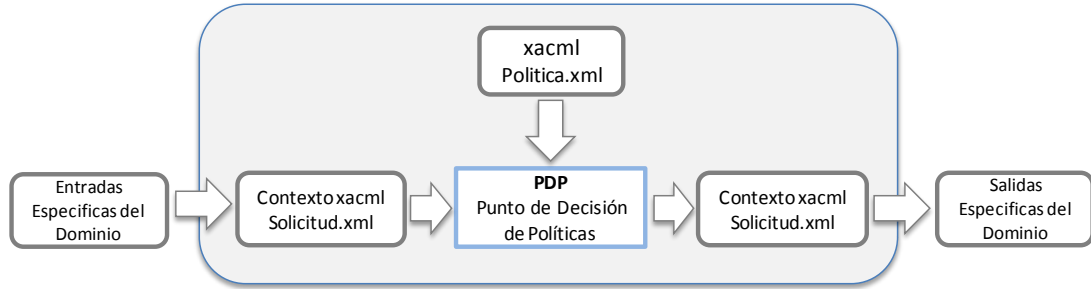 xacml
Politica.xml
Entradas
Especificas del
Dominio
Contexto xacml
Solicitud.xml
PDP
Punto de Decisión
de Políticas
Contexto xacml
Solicitud.xml
Salidas
Especificas del
Dominio